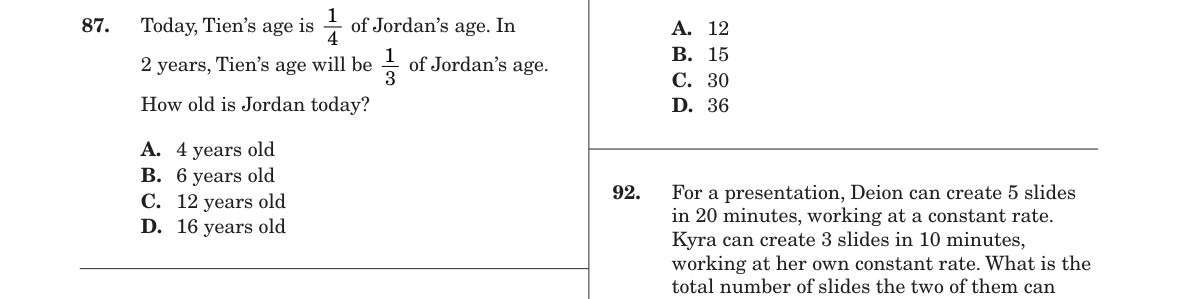 87. Today, Tien's age is 1/4 of Jordan's age. In
2 years, Tien's age will be 1/3 of Jordan's age.
How old is Jordan today?
A. 4 years old
B. 6 years old
C. 12 years old
D. 16 years old
A. 12
B. 15
C. 30
D. 36
92. For a presentation, Deion can create 5 slides
in 20 minutes, working at a constant rate.
Kyra can create 3 slides in 10 minutes,
working at her own constant rate. What is the
total number of slides the two of them can